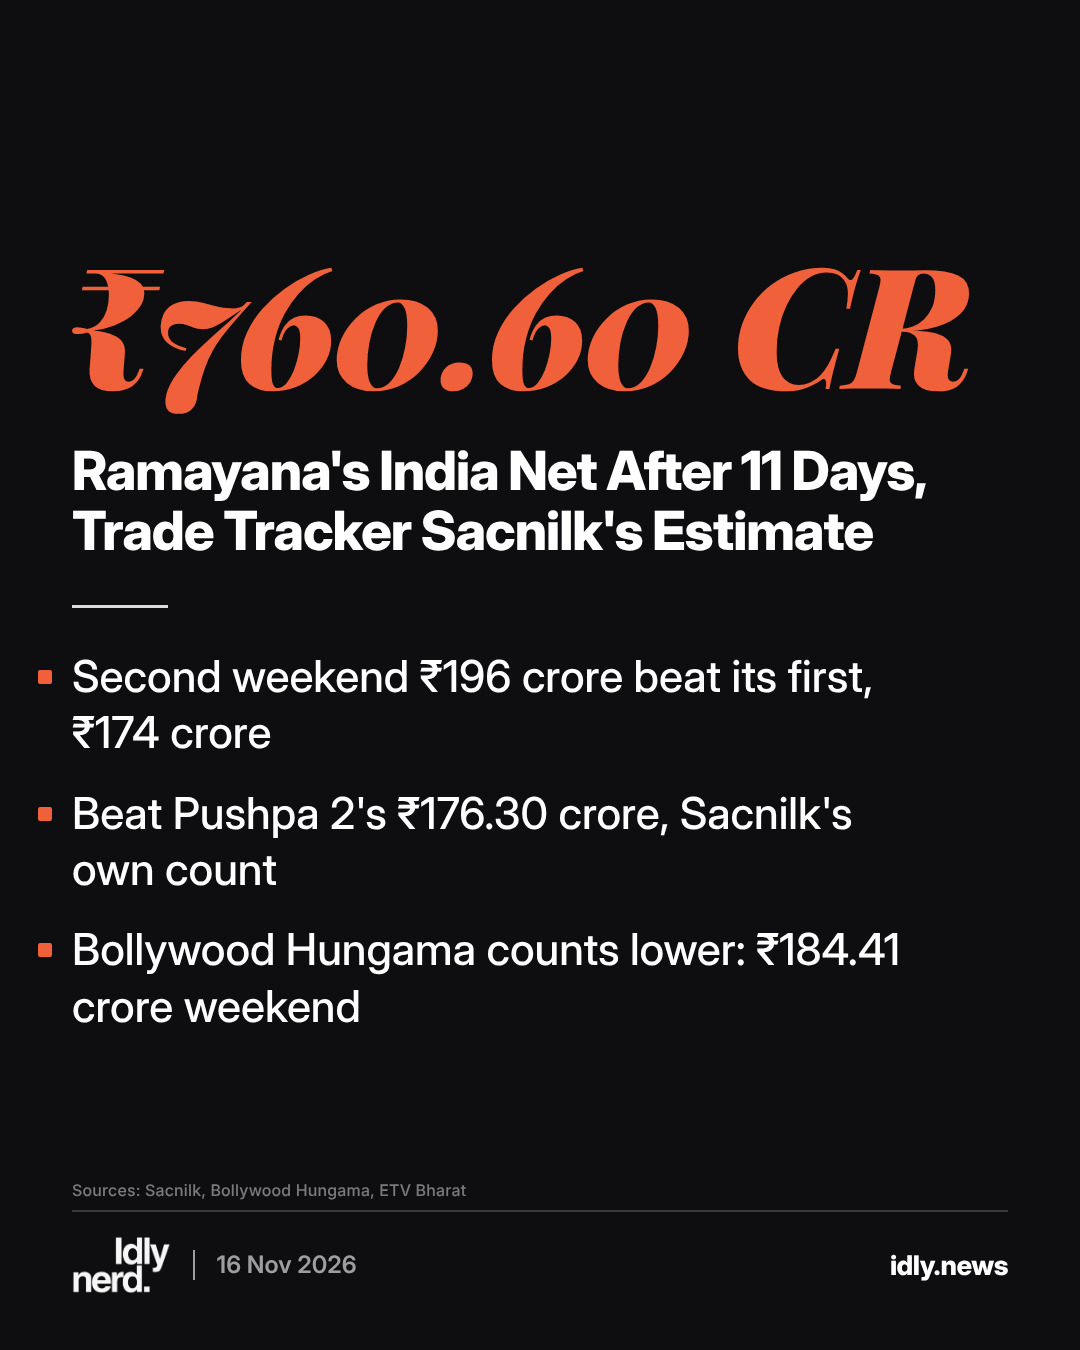 ₹760.60 CR
Ramayana's India Net After 11 Days,
Trade Tracker Sacnilk's Estimate
Second weekend ₹196 crore beat its first,
₹174 crore
Beat Pushpa 2's ₹176.30 crore, Sacnilk's
own count
Bollywood Hungama counts lower: ₹184.41
crore weekend
Sources: Sacnilk, Bollywood Hungama, ETV Bharat
Idly
nerd.
16 Nov 2026
idly.news